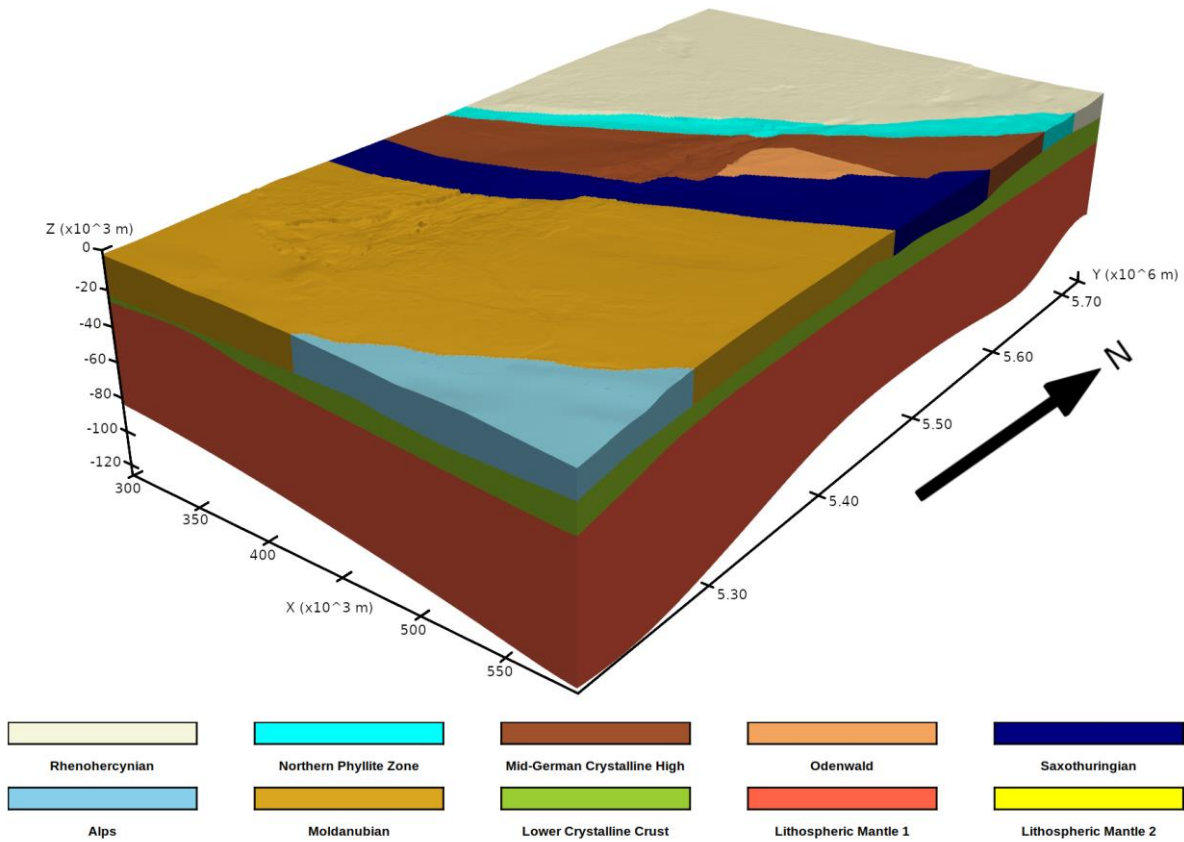 Z (x10^3 m)
0
-20
-40
-60
-80
-100
-120
300
350
400
X (x10^3 m)
500
550
5.30
5.40
5.50
5.60
5.70
Y (x10^6 m)
N
Rhenohercynian
Northern Phyllite Zone
Mid-German Crystalline High
Odenwald
Saxothuringian
Alps
Moldanubian
Lower Crystalline Crust
Lithospheric Mantle 1
Lithospheric Mantle 2